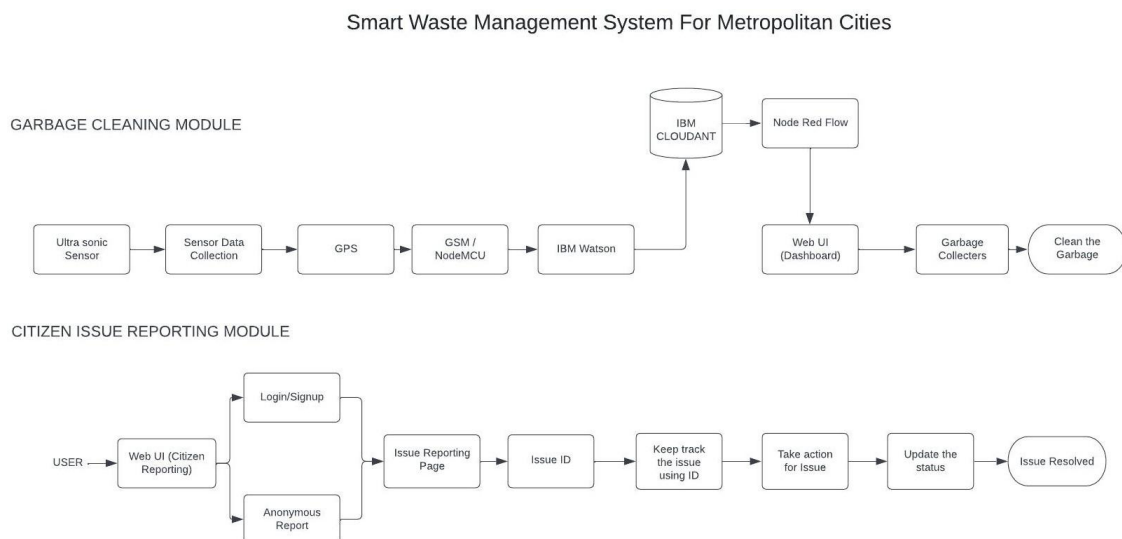 Smart Waste Management System For Metropolitan Cities
GARBAGE CLEANING MODULE
IBM
CLOUDANT
Node Red Flow
Ultra sonic
Sensor
Sensor Data
Collection
GPS
GSM /
NodeMCU
IBM Watson
Web UI
(Dashboard)
Garbage
Collecters
Clean the
Garbage
CITIZEN ISSUE REPORTING MODULE
Login/Signup
USER
Web UI (Citizen
Reporting)
Issue Reporting
Page
Issue ID
Keep track
the issue
using ID
Take action
for Issue
Update the
status
Issue Resolved
Anonymous
Report